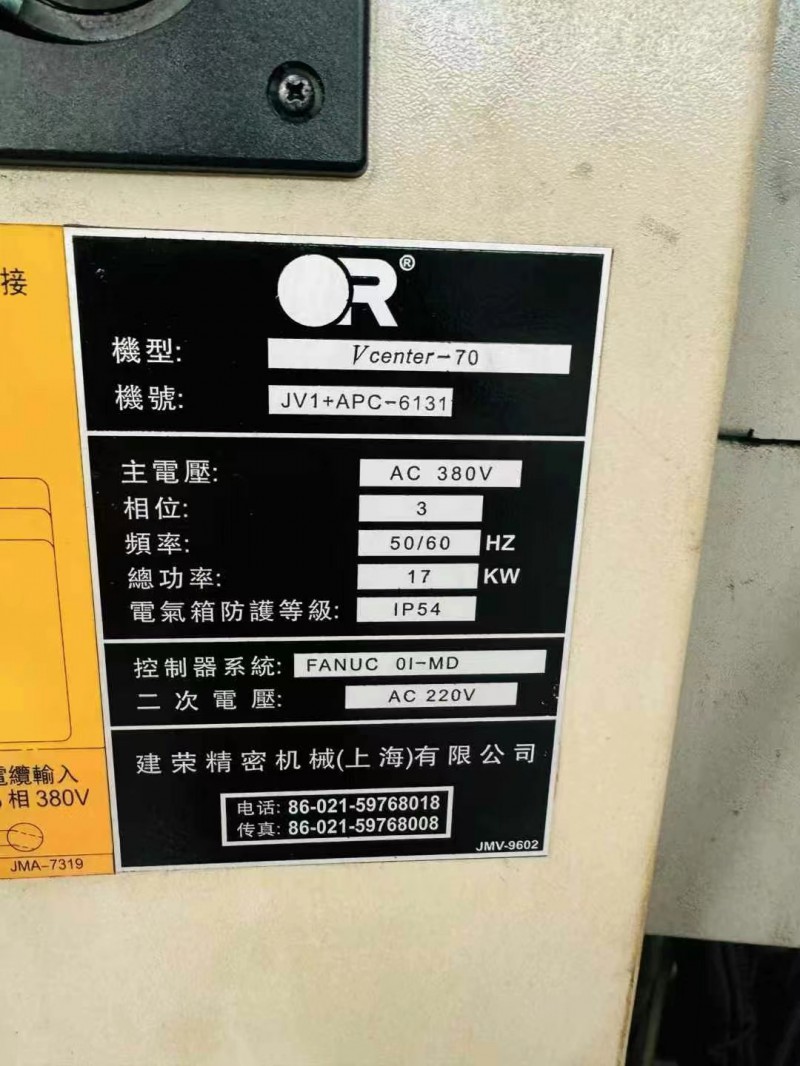 接
OR®
機型: Vcenter-70
機號: JV1+APC-6131
主電壓: AC 380V
相位: 3
頻率: 50/60 HZ
總功率: 17 KW
電氣箱防護等級: IP54
控制器系統: FANUC 0I-MD
二次電壓: AC 220V
建荣精密机械(上海)有限公司
电话: 86-021-59768018
传真: 86-021-59768008
JMV-9602
電纜輸入
相 380V
JMA-7319